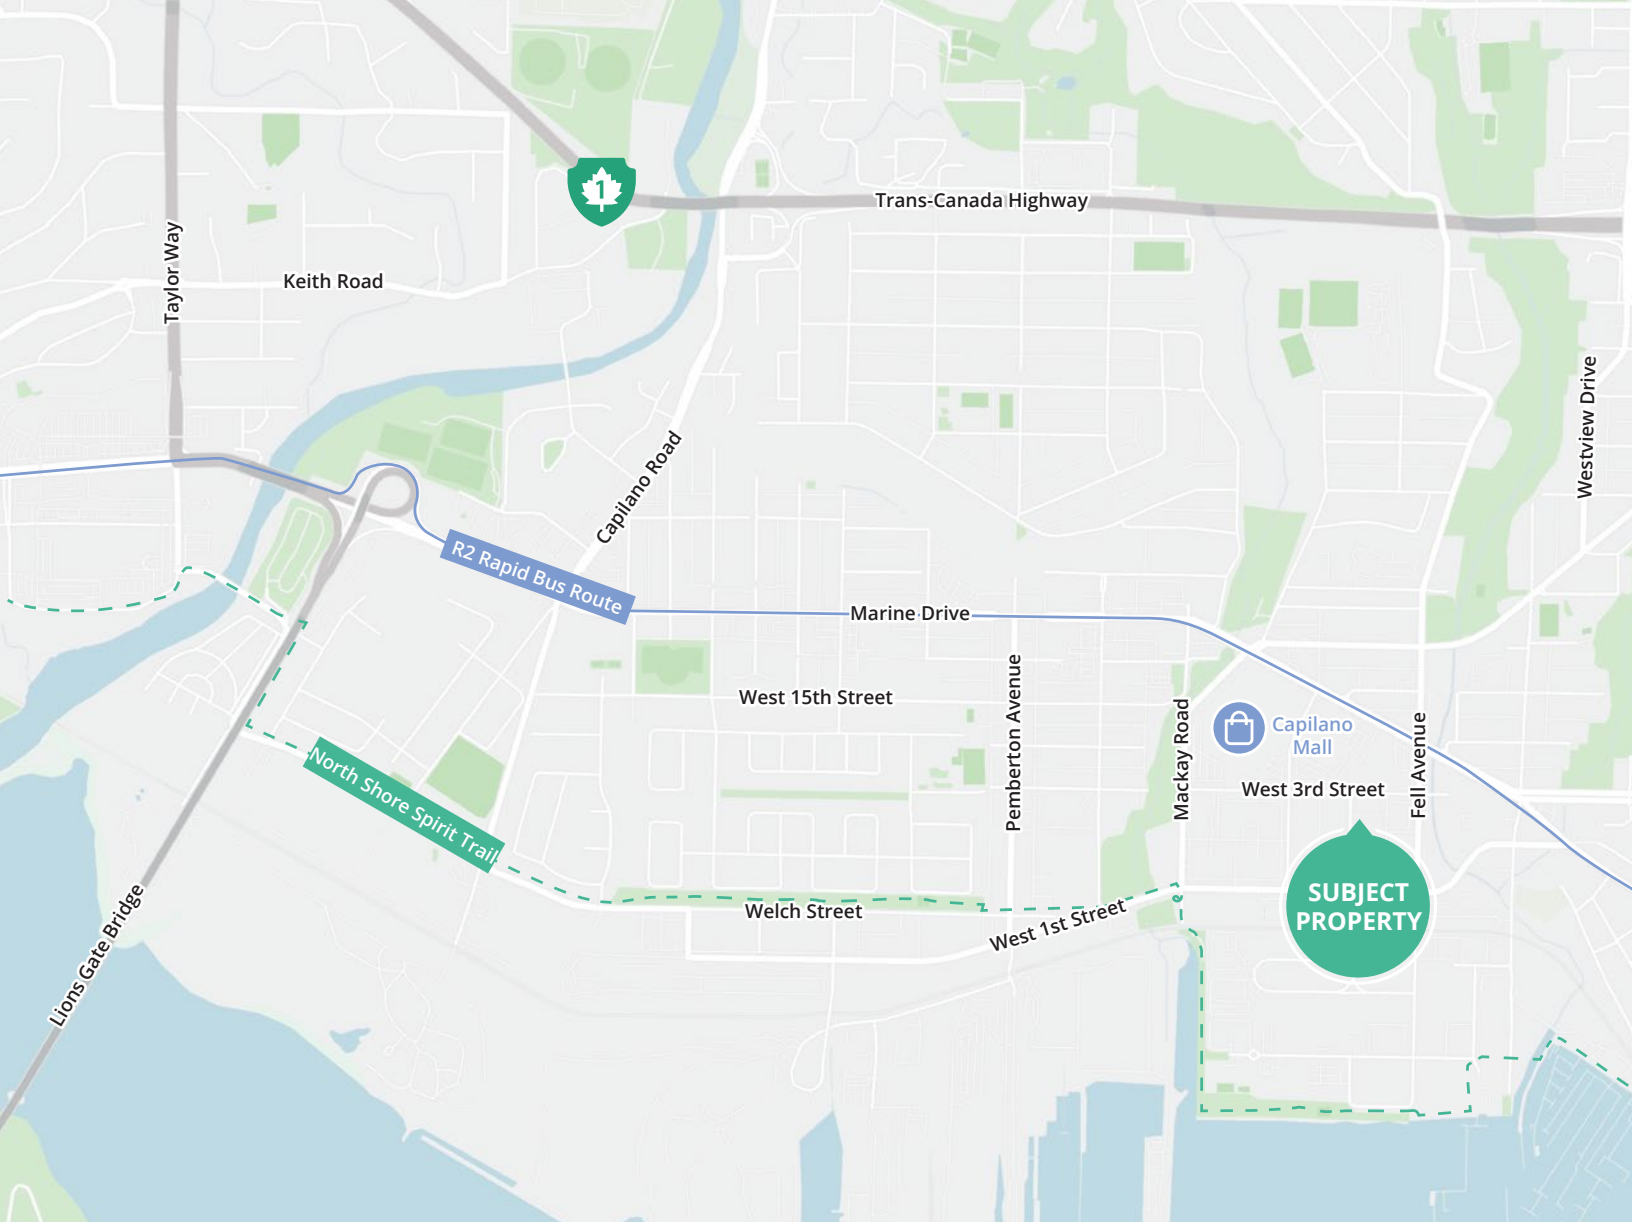 1
Trans-Canada Highway
Taylor Way
Keith Road
Westview Drive
Capilano Road
R2 Rapid Bus Route
Marine Drive
Pemberton Avenue
West 15th Street
Mackay Road
Capilano
Mall
Fell Avenue
North Shore Spirit Trail
West 3rd Street
SUBJECT
PROPERTY
Welch Street
West 1st Street
Lions Gate Bridge